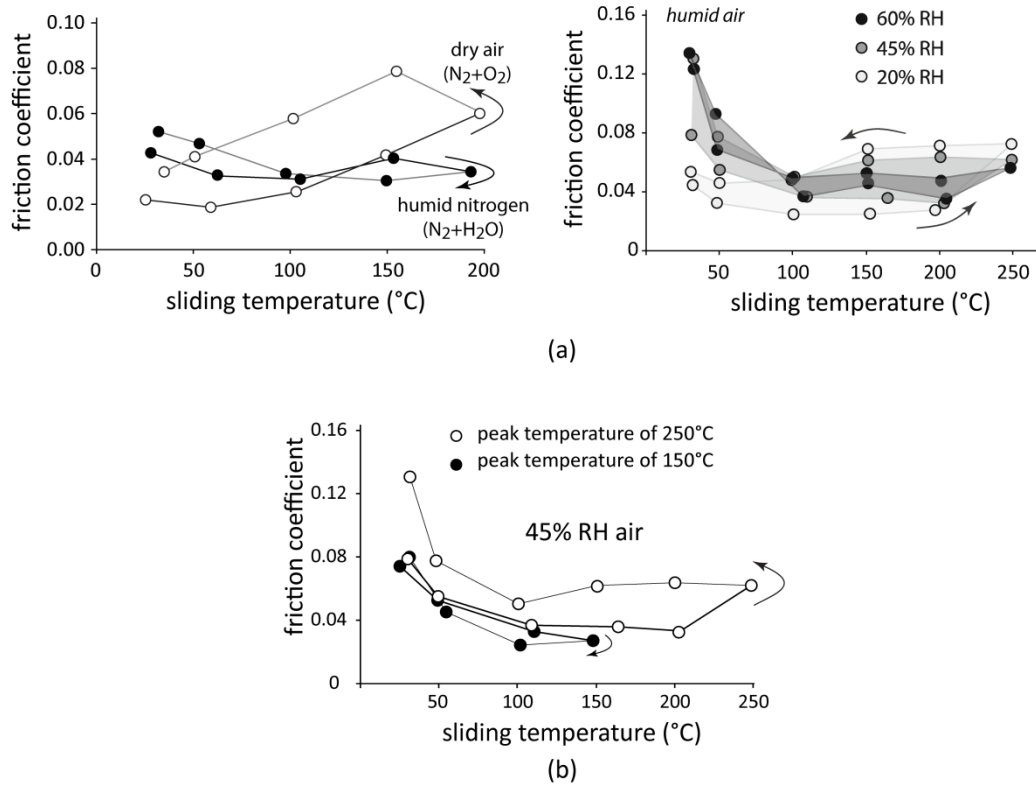 0.10
0.08
0.06
0.04
0.02
0.00
friction coefficient
dry air
(N2+O2)
humid nitrogen
(N2+H2O)
0
50
100
150
200
sliding temperature (°C)
0.16
0.12
0.08
0.04
0
friction coefficient
humid air
60% RH
45% RH
20% RH
50
100
150
200
250
sliding temperature (°C)
(a)
0.16
0.12
0.08
0.04
0
friction coefficient
peak temperature of 250°C
peak temperature of 150°C
45% RH air
50
100
150
200
250
sliding temperature (°C)
(b)